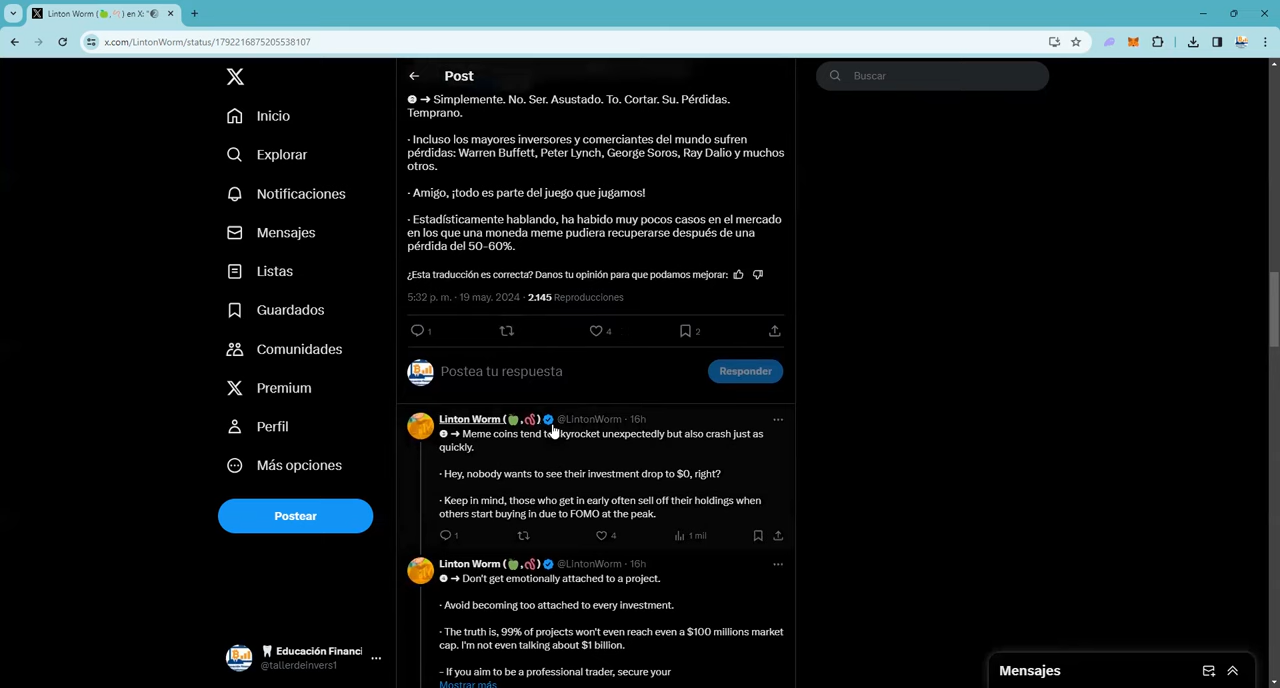 Linton Worm (🍏,🪱) en X: "❷
x.com/LintonWorm/status/1792216875205538107
Post
Buscar
Inicio
Explorar
Notificaciones
Mensajes
Listas
Guardados
Comunidades
Premium
Perfil
Más opciones
Postear
Educación Financi
@tallerdeinvers1
➔ Simplemente. No. Ser. Asustado. To. Cortar. Su. Pérdidas.
Temprano.
· Incluso los mayores inversores y comerciantes del mundo sufren
pérdidas: Warren Buffett, Peter Lynch, George Soros, Ray Dalio y muchos
otros.
· Amigo, ¡todo es parte del juego que jugamos!
· Estadísticamente hablando, ha habido muy pocos casos en el mercado
en los que una moneda meme pudiera recuperarse después de una
pérdida del 50-60%.
¿Esta traducción es correcta? Danos tu opinión para que podamos mejorar:
5:32 p. m. · 19 may. 2024 · 2.145 Reproducciones
1
4
2
Postea tu respuesta
Responder
Linton Worm (🍏,🪱) @LintonWorm · 16h
➔ Meme coins tend to skyrocket unexpectedly but also crash just as
quickly.
· Hey, nobody wants to see their investment drop to $0, right?
· Keep in mind, those who get in early often sell off their holdings when
others start buying in due to FOMO at the peak.
1
4
1 mil
Linton Worm (🍏,🪱) @LintonWorm · 16h
➔ Don't get emotionally attached to a project.
· Avoid becoming too attached to every investment.
· The truth is, 99% of projects won't even reach even a $100 millions market
cap. I'm not even talking about $1 billion.
- If you aim to be a professional trader, secure your
Mostrar más
Mensajes